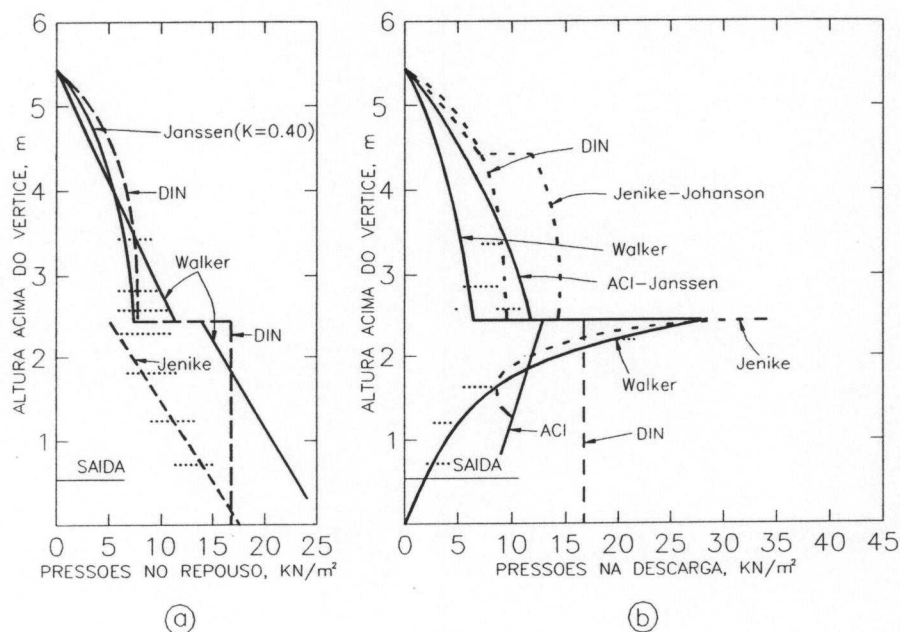 6
5
4
3
2
1
ALTURA ACIMA DO VERTICE, m
Janssen(K=0.40)
DIN
Walker
DIN
Jenike
SAIDA
0 5 10 15 20 25
PRESSOES NO REPOUSO, KN/m²
a
6
5
4
3
2
1
ALTURA ACIMA DO VERTICE, m
DIN
Jenike-Johanson
Walker
ACI-Janssen
Jenike
Walker
ACI
DIN
SAIDA
0 5 10 15 20 25 30 35 40 45
PRESSOES NA DESCARGA, KN/m²
b